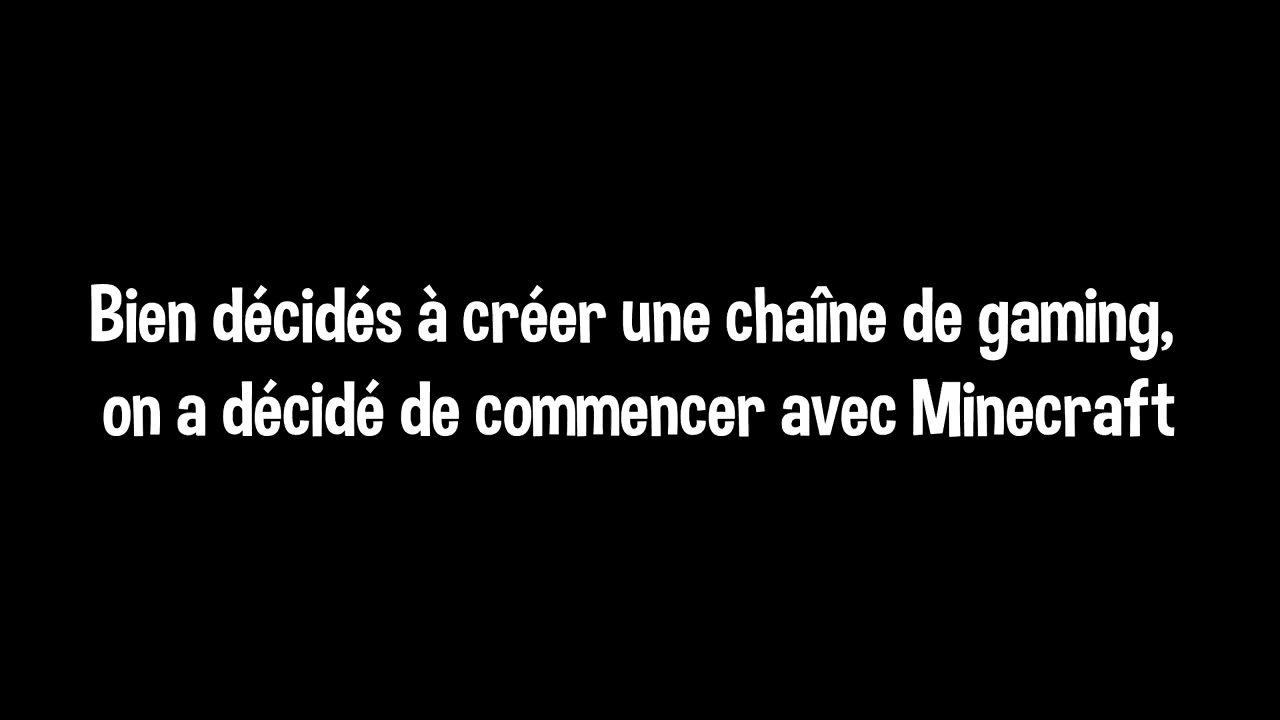 Bien décidés à créer une chaîne de gaming,
on a décidé de commencer avec Minecraft